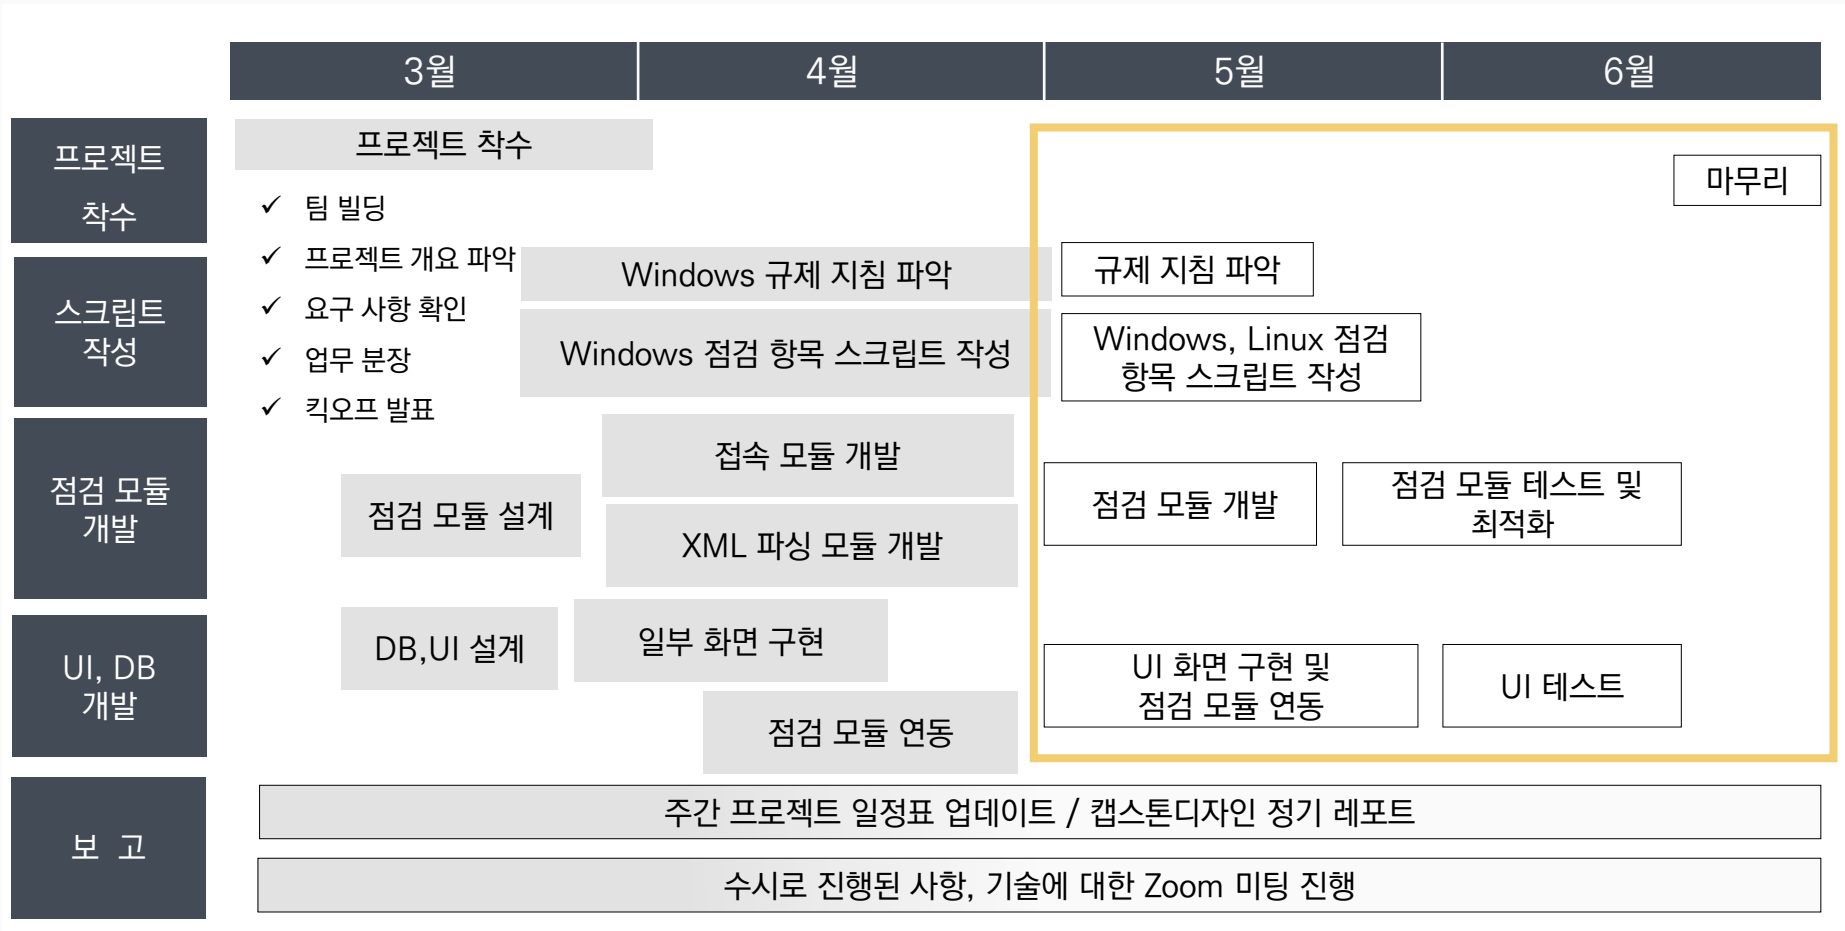 3월
4월
5월
6월
프로젝트
착수
프로젝트 착수
✓ 팀 빌딩
✓ 프로젝트 개요 파악
✓ 요구 사항 확인
✓ 업무 분장
✓ 킥오프 발표
마무리
스크립트
작성
Windows 규제 지침 파악
규제 지침 파악
Windows 점검 항목 스크립트 작성
Windows, Linux 점검
항목 스크립트 작성
점검 모듈
개발
점검 모듈 설계
접속 모듈 개발
XML 파싱 모듈 개발
점검 모듈 개발
점검 모듈 테스트 및
최적화
UI, DB
개발
DB,UI 설계
일부 화면 구현
점검 모듈 연동
UI 화면 구현 및
점검 모듈 연동
UI 테스트
보 고
주간 프로젝트 일정표 업데이트 / 캡스톤디자인 정기 레포트
수시로 진행된 사항, 기술에 대한 Zoom 미팅 진행